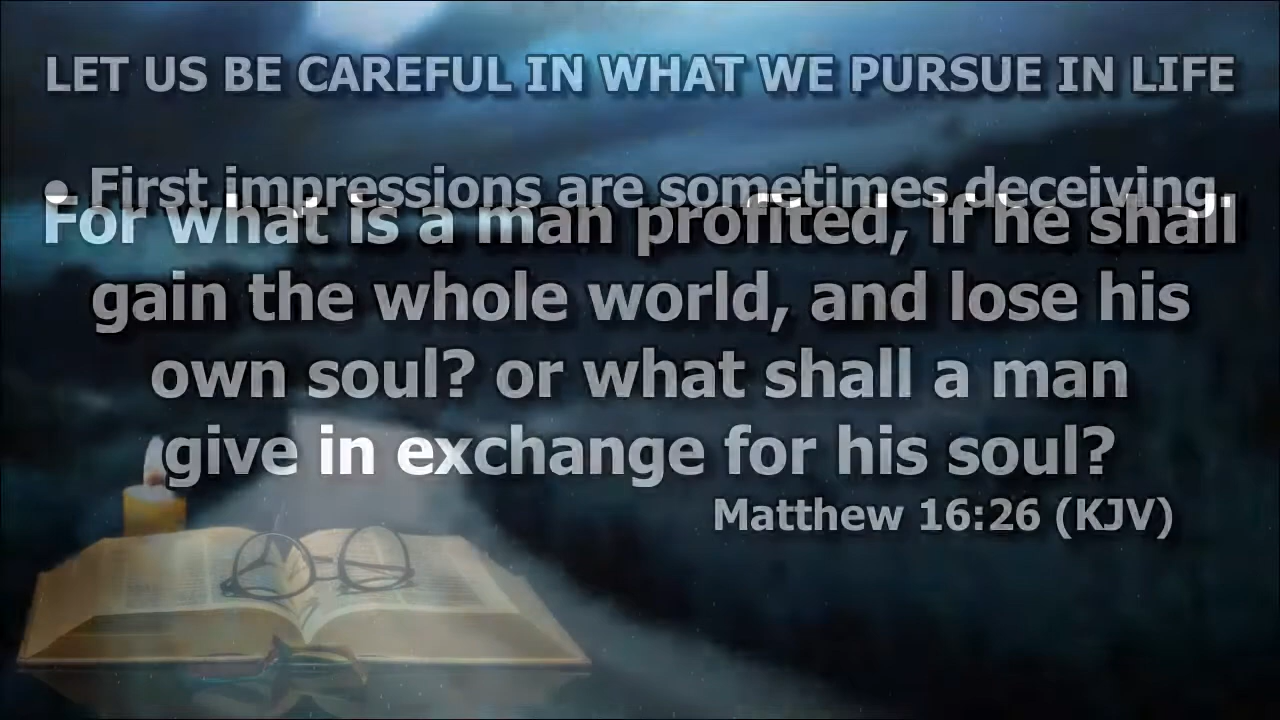 LET US BE CAREFUL IN WHAT WE PURSUE IN LIFE
• First impressions are sometimes deceiving.
For what is a man profited, if he shall
gain the whole world, and lose his
own soul? or what shall a man
give in exchange for his soul?
Matthew 16:26 (KJV)